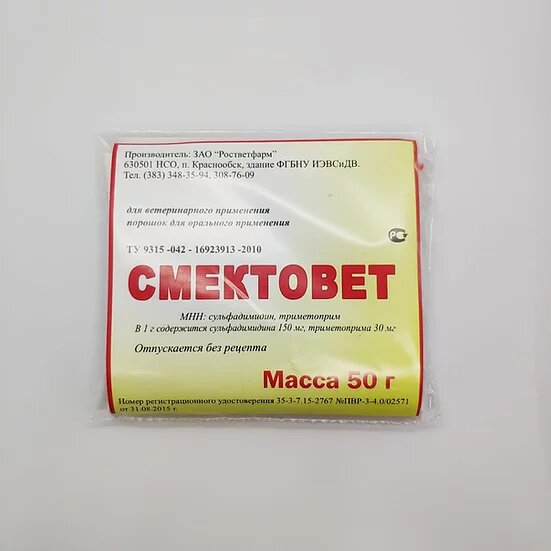 Производитель: ЗАО "Росветфарм"
630501 НСО, п. Краснообск, здание ФГБНУ ИЭВСиДВ.
Тел. (383) 348-35-94, 308-76-09
для ветеринарного применения
порошок для орального применения
РС
ТУ 9315 -042 - 16923913 -2010
СМЕКТОВЕТ
МНН: сульфадимидин, триметоприм
В 1 г содержится сульфадимидина 150 мг, триметоприма 30 мг
Отпускается без рецепта
Масса 50 г
Номер регистрационного удостоверения 35-3-7.15-2767 №ПВР-3-4.0/02571
от 31.08.2015 г.